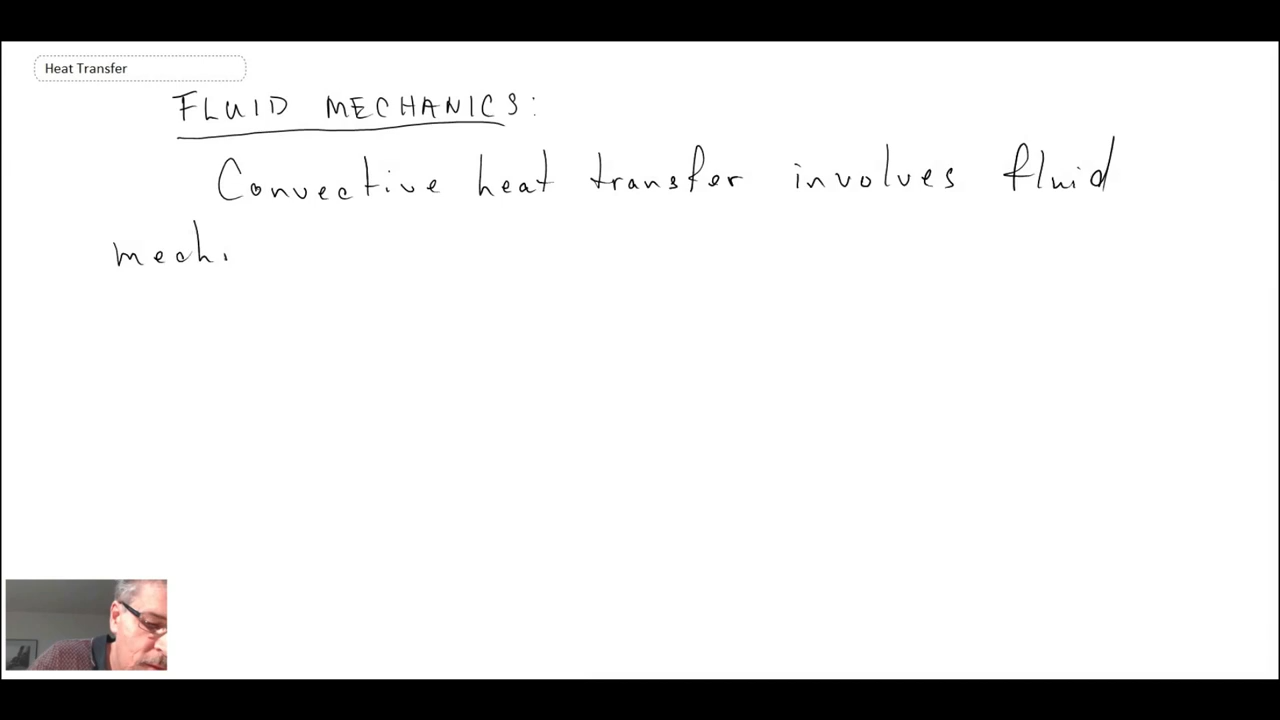 Heat Transfer
FLUID MECHANICS:
Convective heat transfer involves fluid
mech.